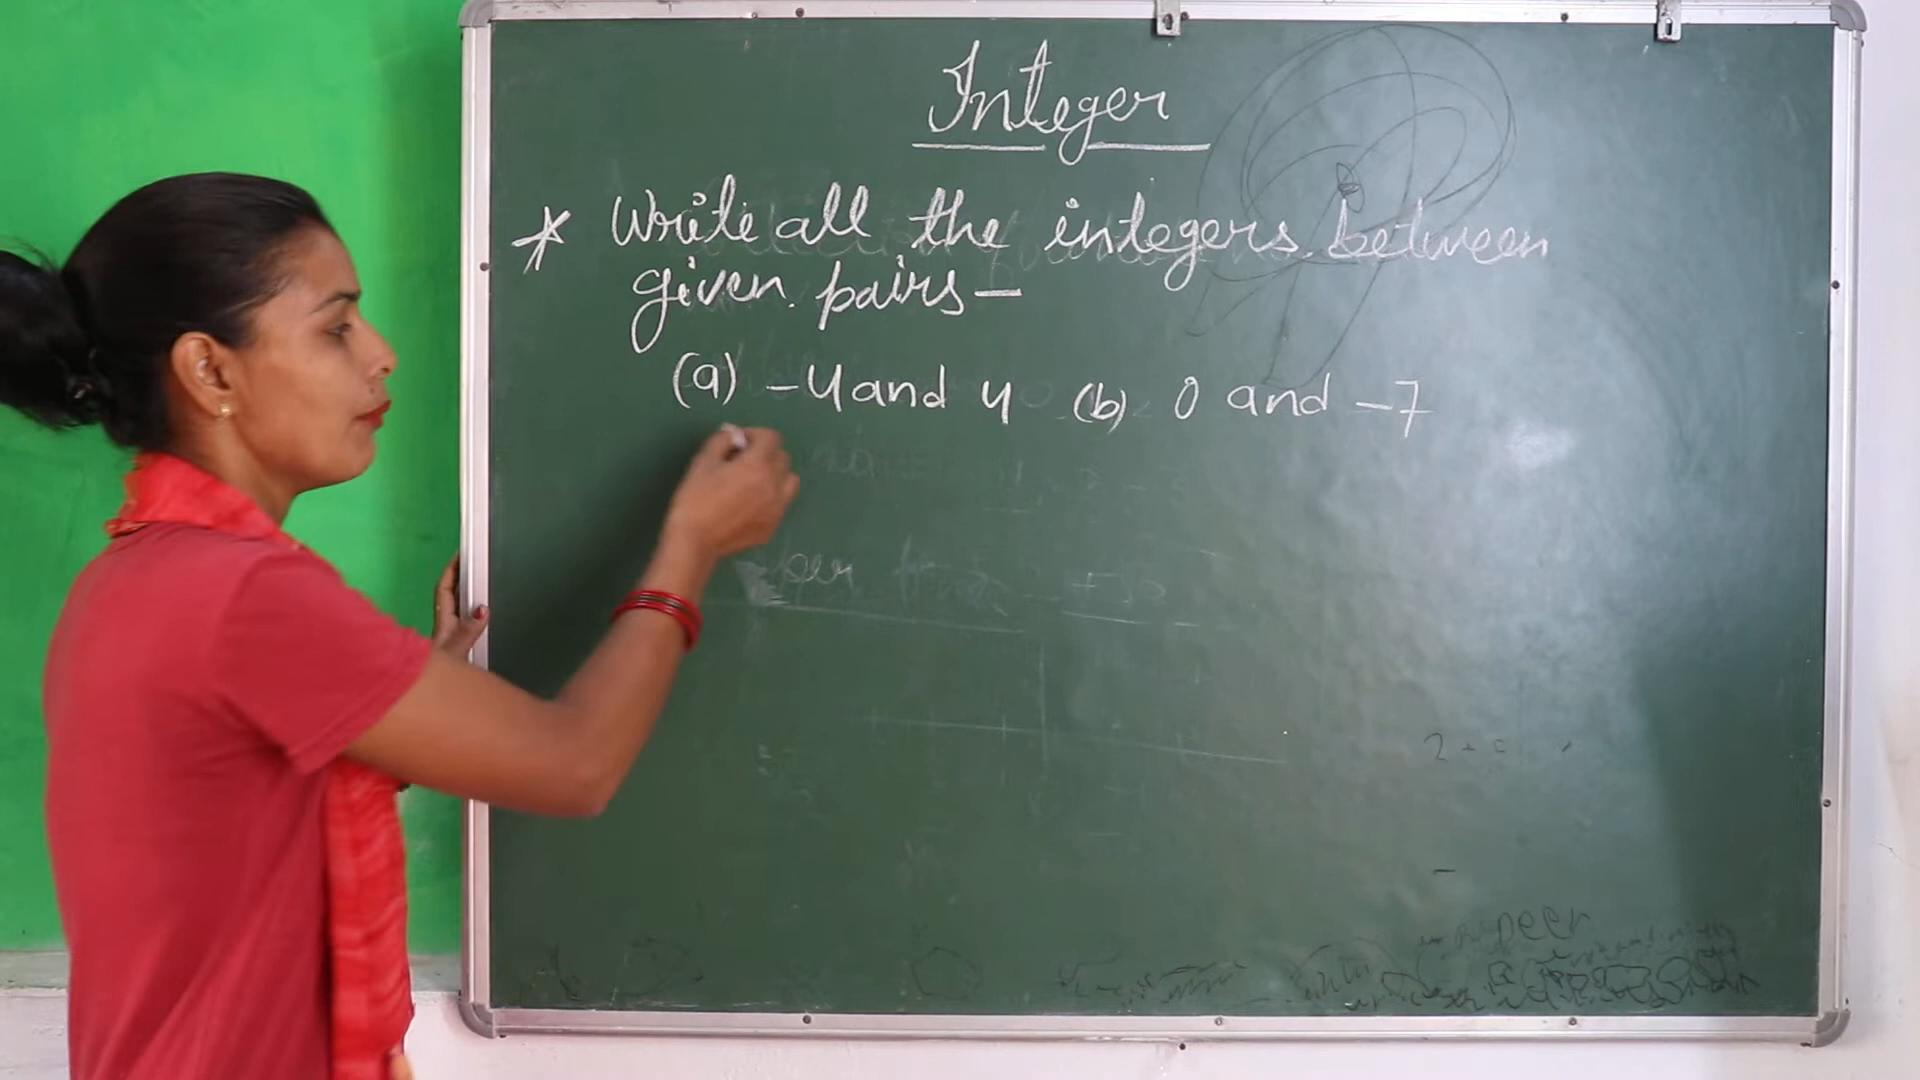 Integer
* Write all the integers between
given pairs —
(a) -4 and 4 (b) 0 and -7